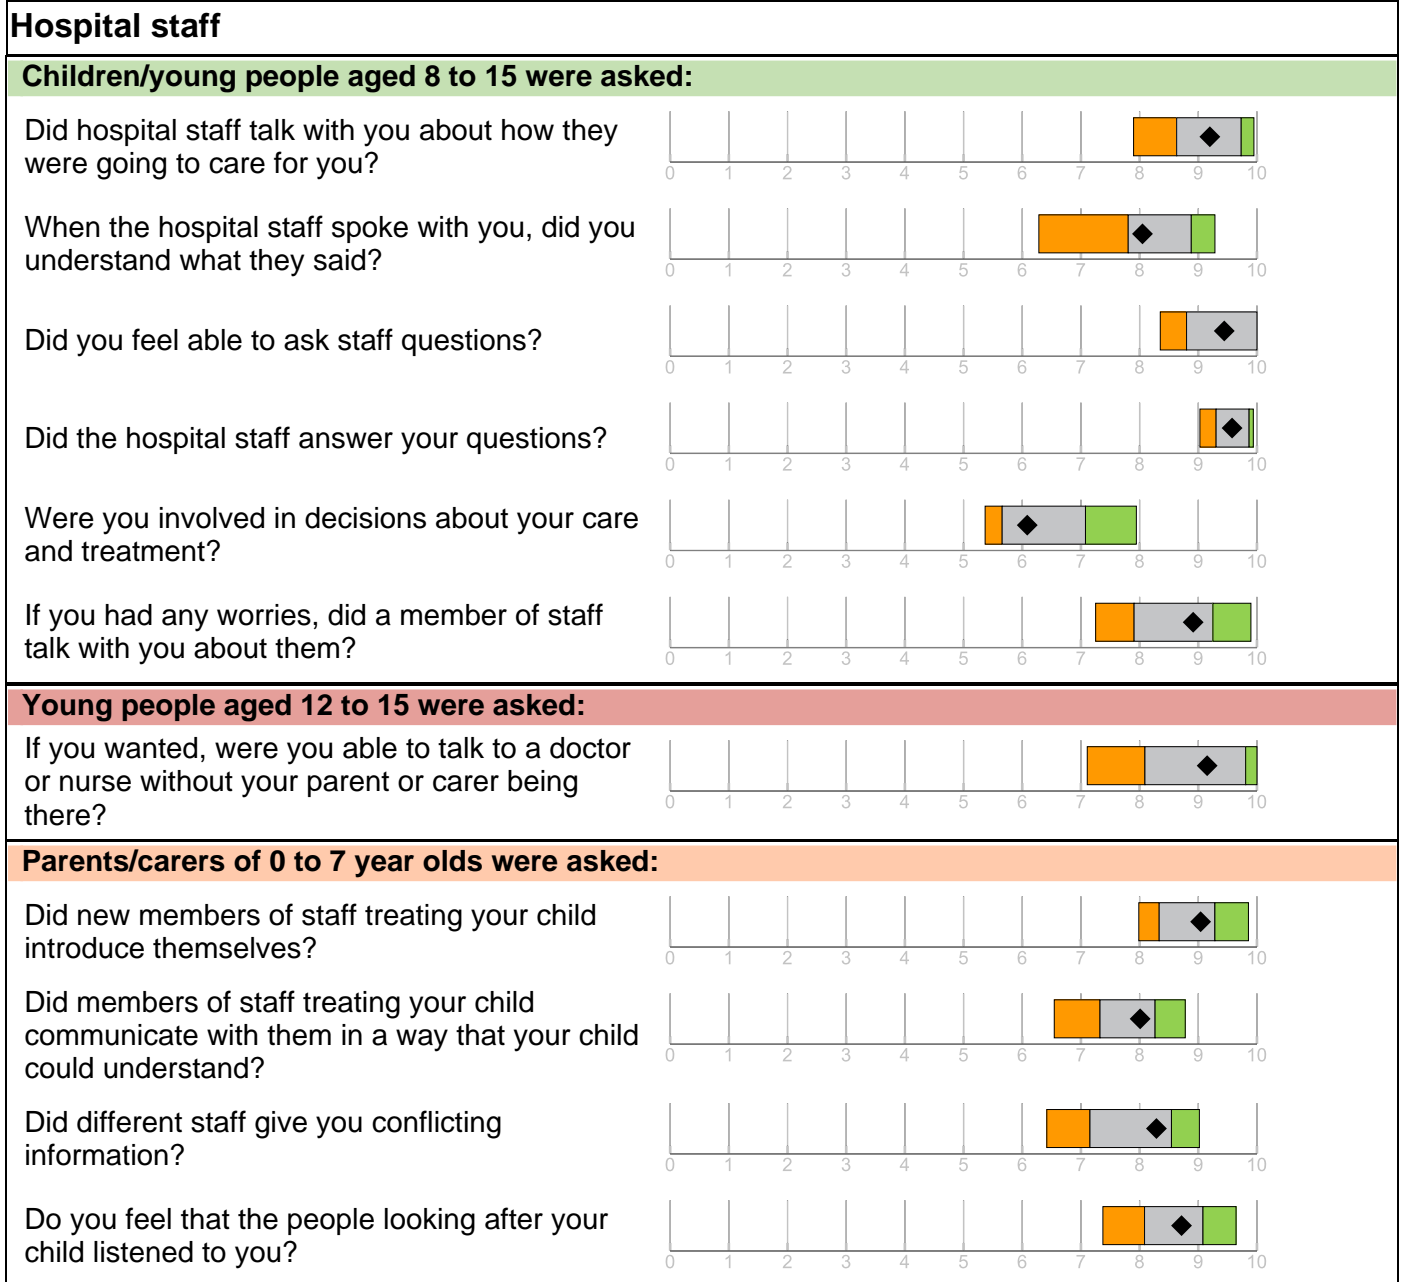 Hospital staff
Children/young people aged 8 to 15 were asked:
Did hospital staff talk with you about how they
were going to care for you?
0 1 2 3 4 5 6 7 8 9 10
When the hospital staff spoke with you, did you
understand what they said?
0 1 2 3 4 5 6 7 8 9 10
Did you feel able to ask staff questions?
0 1 2 3 4 5 6 7 8 9 10
Did the hospital staff answer your questions?
0 1 2 3 4 5 6 7 8 9 10
Were you involved in decisions about your care
and treatment?
0 1 2 3 4 5 6 7 8 9 10
If you had any worries, did a member of staff
talk with you about them?
0 1 2 3 4 5 6 7 8 9 10
Young people aged 12 to 15 were asked:
If you wanted, were you able to talk to a doctor
or nurse without your parent or carer being
there?
0 1 2 3 4 5 6 7 8 9 10
Parents/carers of 0 to 7 year olds were asked:
Did new members of staff treating your child
introduce themselves?
0 1 2 3 4 5 6 7 8 9 10
Did members of staff treating your child
communicate with them in a way that your child
could understand?
0 1 2 3 4 5 6 7 8 9 10
Did different staff give you conflicting
information?
0 1 2 3 4 5 6 7 8 9 10
Do you feel that the people looking after your
child listened to you?
0 1 2 3 4 5 6 7 8 9 10